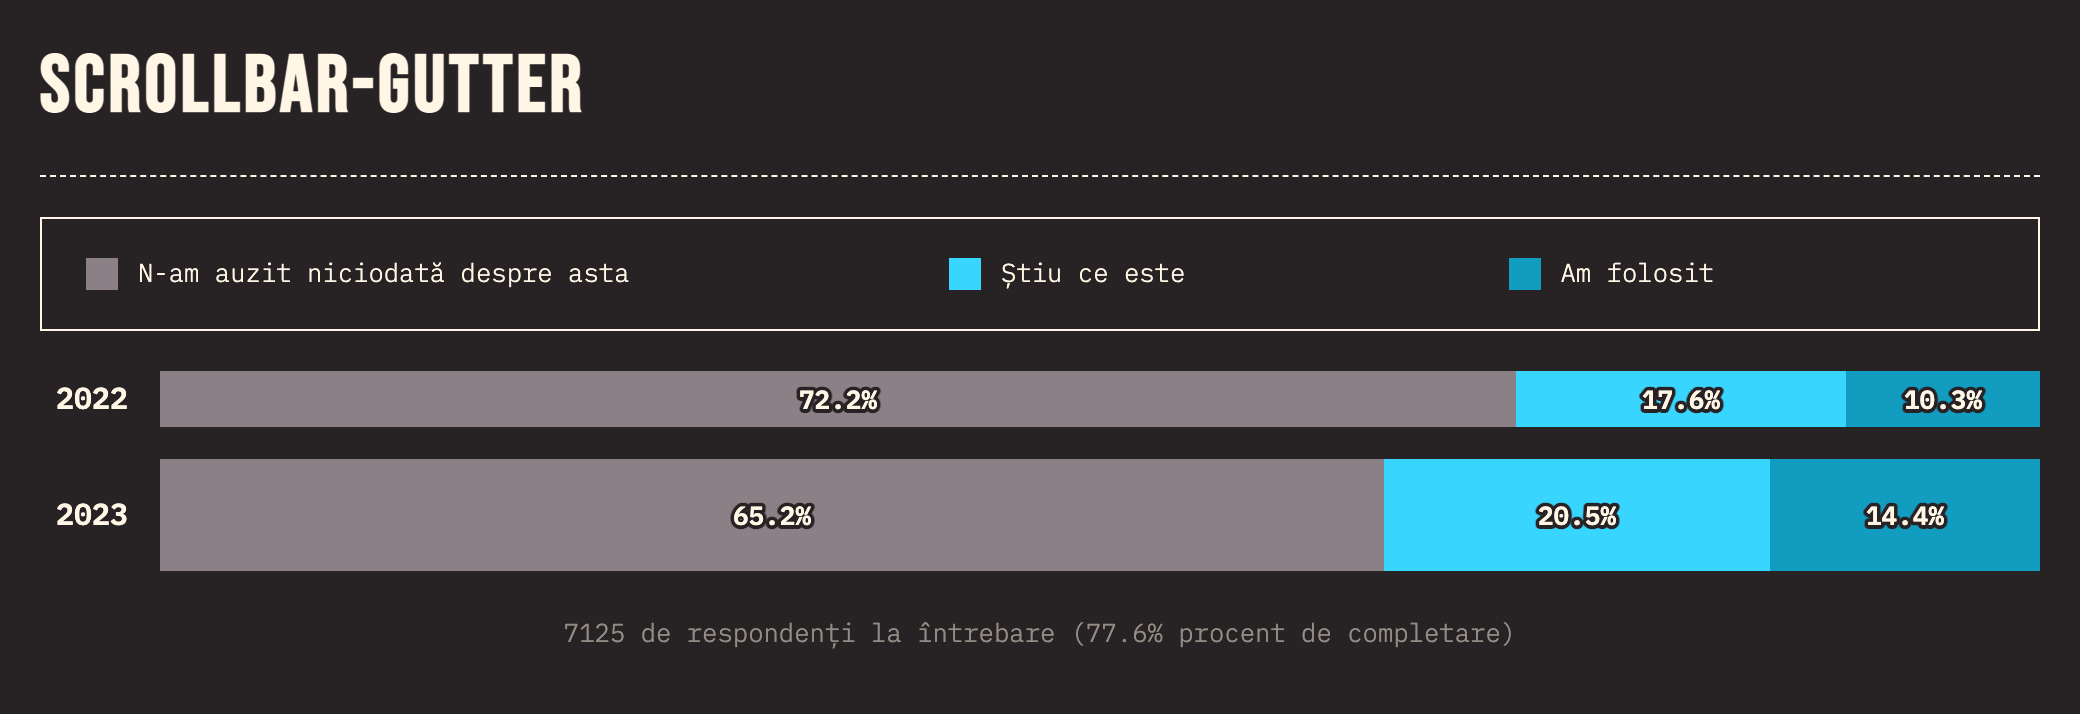 SCROLLBAR-GUTTER
N-am auzit niciodată despre asta
Știu ce este
Am folosit
2022 72.2% 17.6% 10.3%
2023 65.2% 20.5% 14.4%
7125 de respondenți la întrebare (77.6% procent de completare)